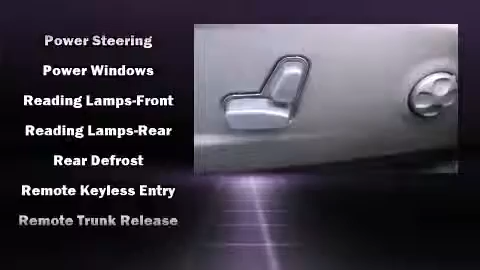 Power Steering
Power Windows
Reading Lamps-Front
Reading Lamps-Rear
Rear Defrost
Remote Keyless Entry
Remote Trunk Release